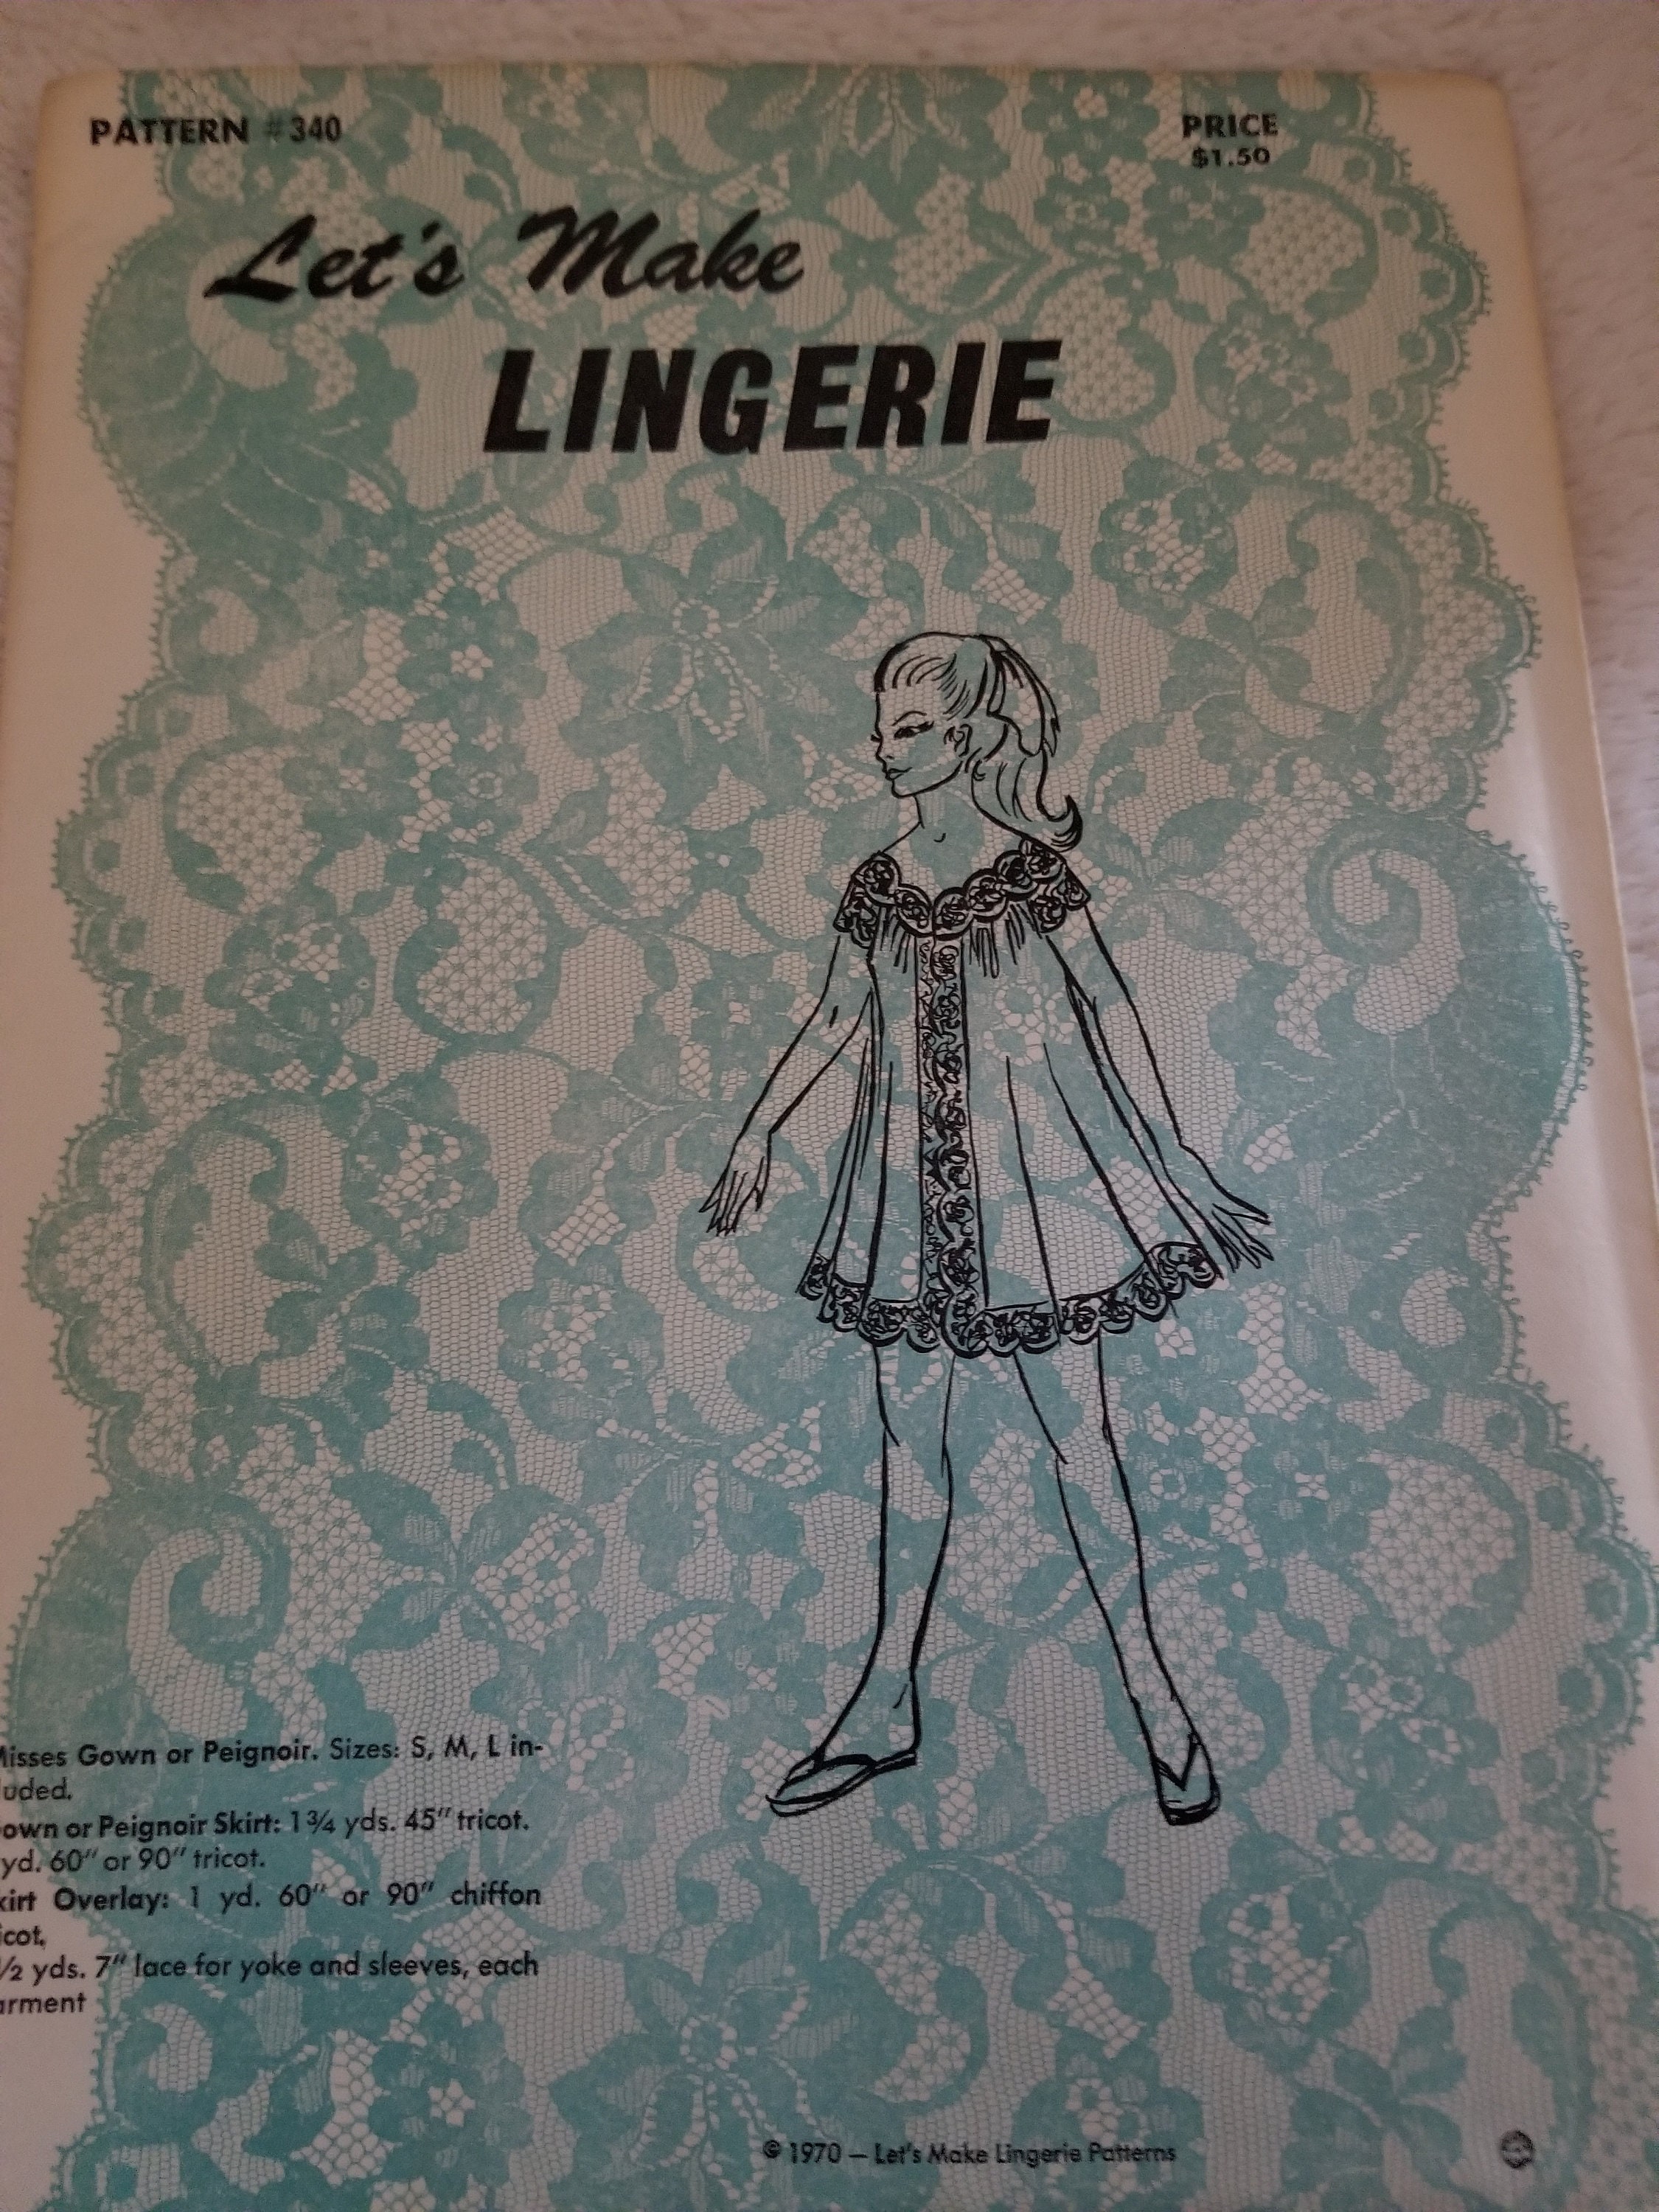 PATTERN #340
PRICE
$1.50
Let's Make
LINGERIE
Misses Gown or Peignoir. Sizes: S, M, L in-
luded.
own or Peignoir Skirt: 1¾ yds. 45" tricot.
yd. 60" or 90" tricot.
kirt Overlay: 1 yd. 60" or 90" chiffon
icot,
½ yds. 7" lace for yoke and sleeves, each
arment
© 1970 — Let's Make Lingerie Patterns